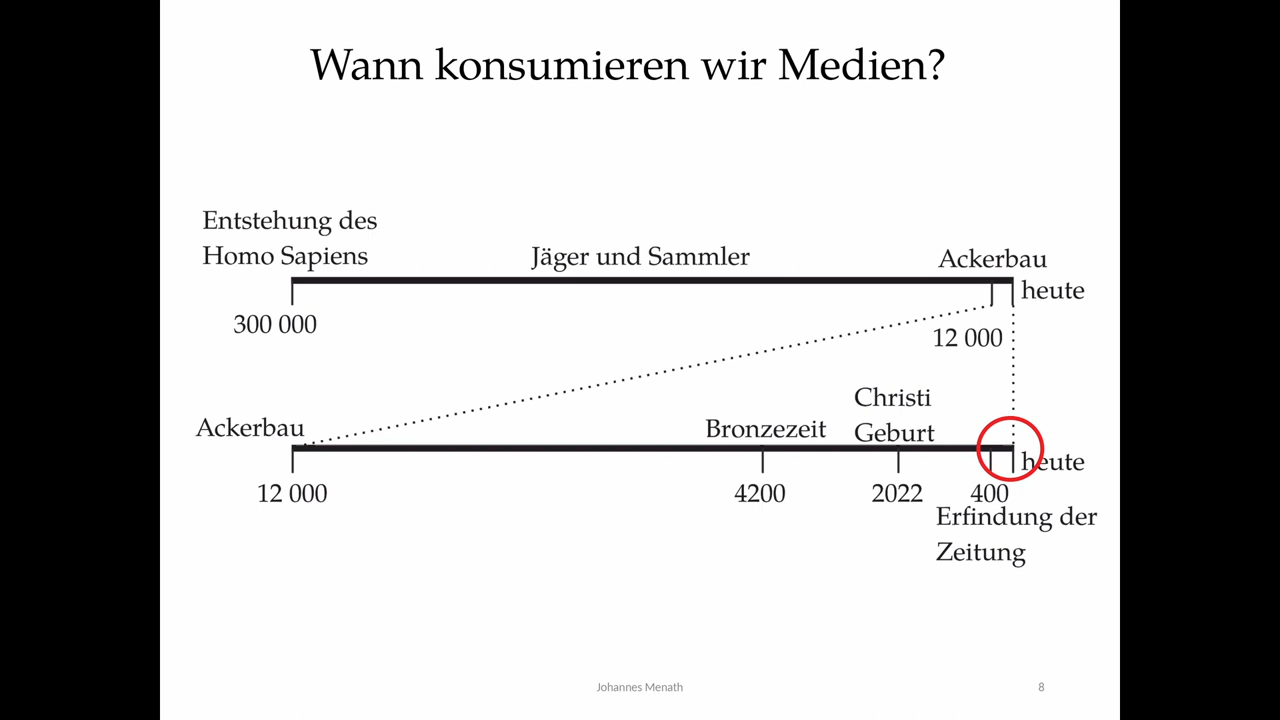 Wann konsumieren wir Medien?
Entstehung des
Homo Sapiens
Jäger und Sammler
Ackerbau
heute
300 000
12 000
Ackerbau
Bronzezeit
Christi
Geburt
heute
12 000
4200
2022
400
Erfindung der
Zeitung
Johannes Menath
8